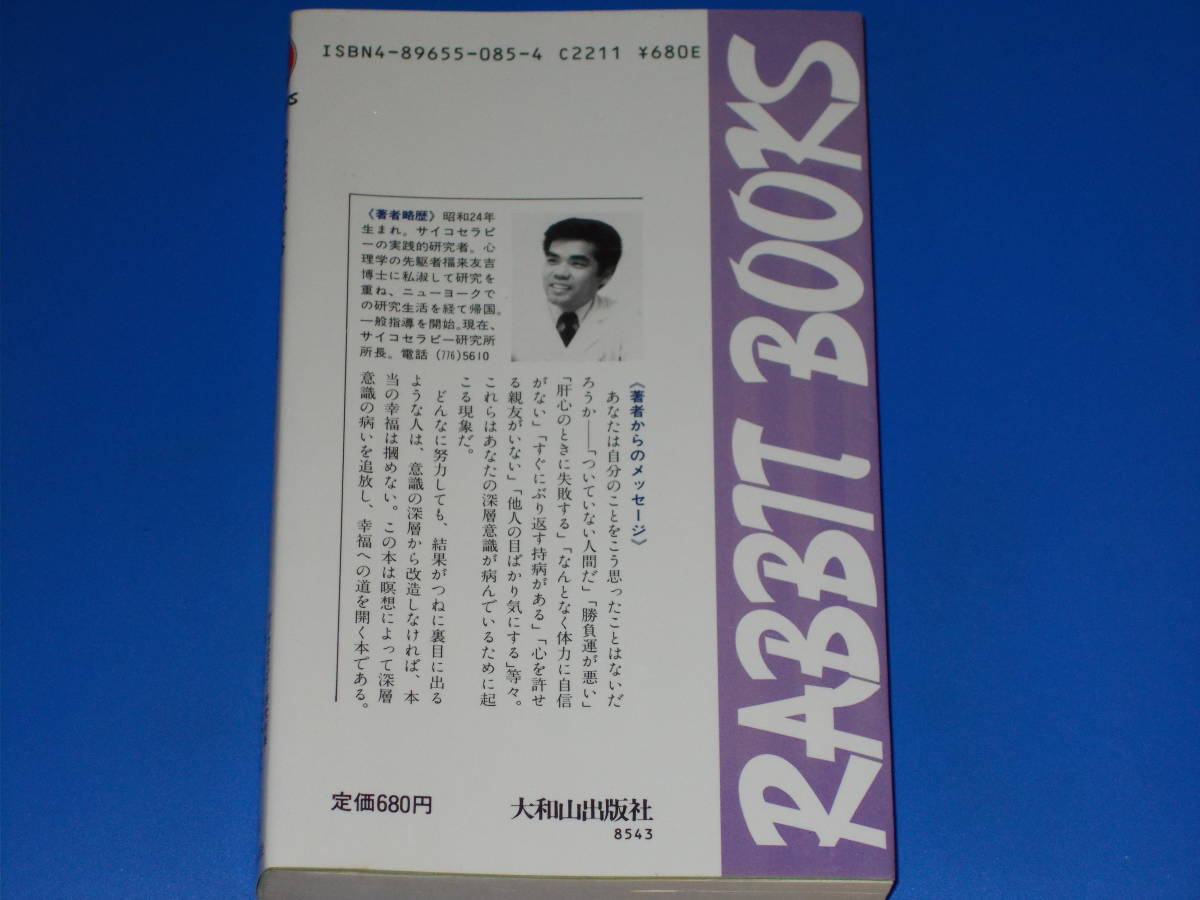 ISBN4-89655-085-4 C2211 ¥680E
RABBIT BOOKS
《著者略歴》昭和24年
生まれ。サイコセラピ
ーの実践的研究者。心
理学の先駆者福来友吉
博士に私淑して研究を
重ね、ニューヨークで
の研究生活を経て帰国。
一般指導を開始。現在、
サイコセラピー研究所
所長。電話(776)5610
《著者からのメッセージ》
あなたは自分のことをこう思ったことはないだ
ろうか――「ついていない人間だ」「勝負運が悪い」
「肝心のときに失敗する」「なんとなく体力に自信
がない」「すぐにぶり返す持病がある」「心を許せ
る親友がいない」「他人の目ばかり気にする」等々。
これらはあなたの深層意識が病んでいるために起
こる現象だ。
どんなに努力しても、結果がつねに裏目に出る
ような人は、意識の深層から改造しなければ、本
当の幸福は摑めない。この本は瞑想によって深層
意識の病いを追放し、幸福への道を開く本である。
定価680円
大和山出版社
8543